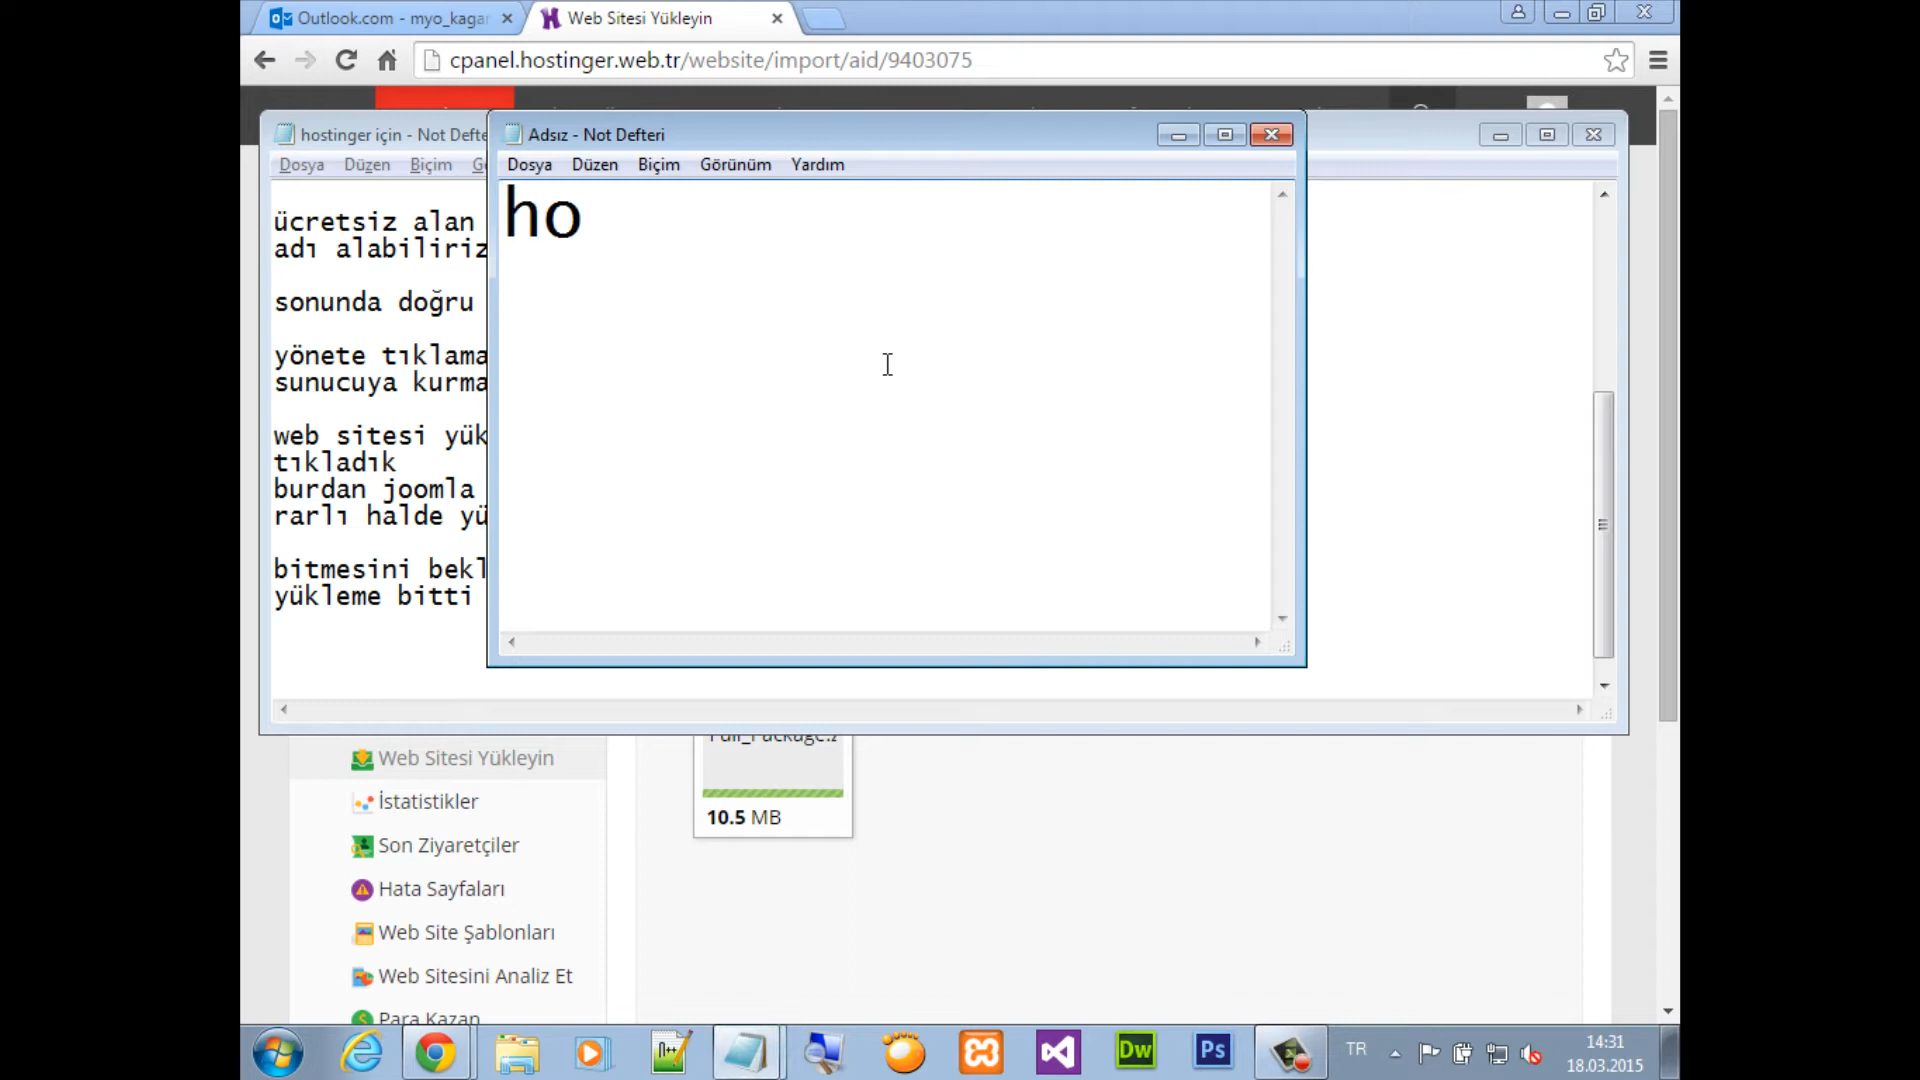 Outlook.com - myo_kagar
Web Sitesi Yükleyin
cpanel.hostinger.web.tr/website/import/aid/9403075
hostinger için - Not Defte
Dosya Düzen Biçim G
ücretsiz alan
adı alabiliriz
sonunda doğru
yönete tıklama
sunucuya kurma
web sitesi yük
tıkladık
burdan joomla
rarlı halde yü
bitmesini bekl
yükleme bitti
Adsız - Not Defteri
Dosya Düzen Biçim Görünüm Yardım
ho
Full_Package.z
10.5 MB
Web Sitesi Yükleyin
İstatistikler
Son Ziyaretçiler
Hata Sayfaları
Web Site Şablonları
Web Sitesini Analiz Et
Para Kazan
Dw
Ps
TR
14:31
18.03.2015